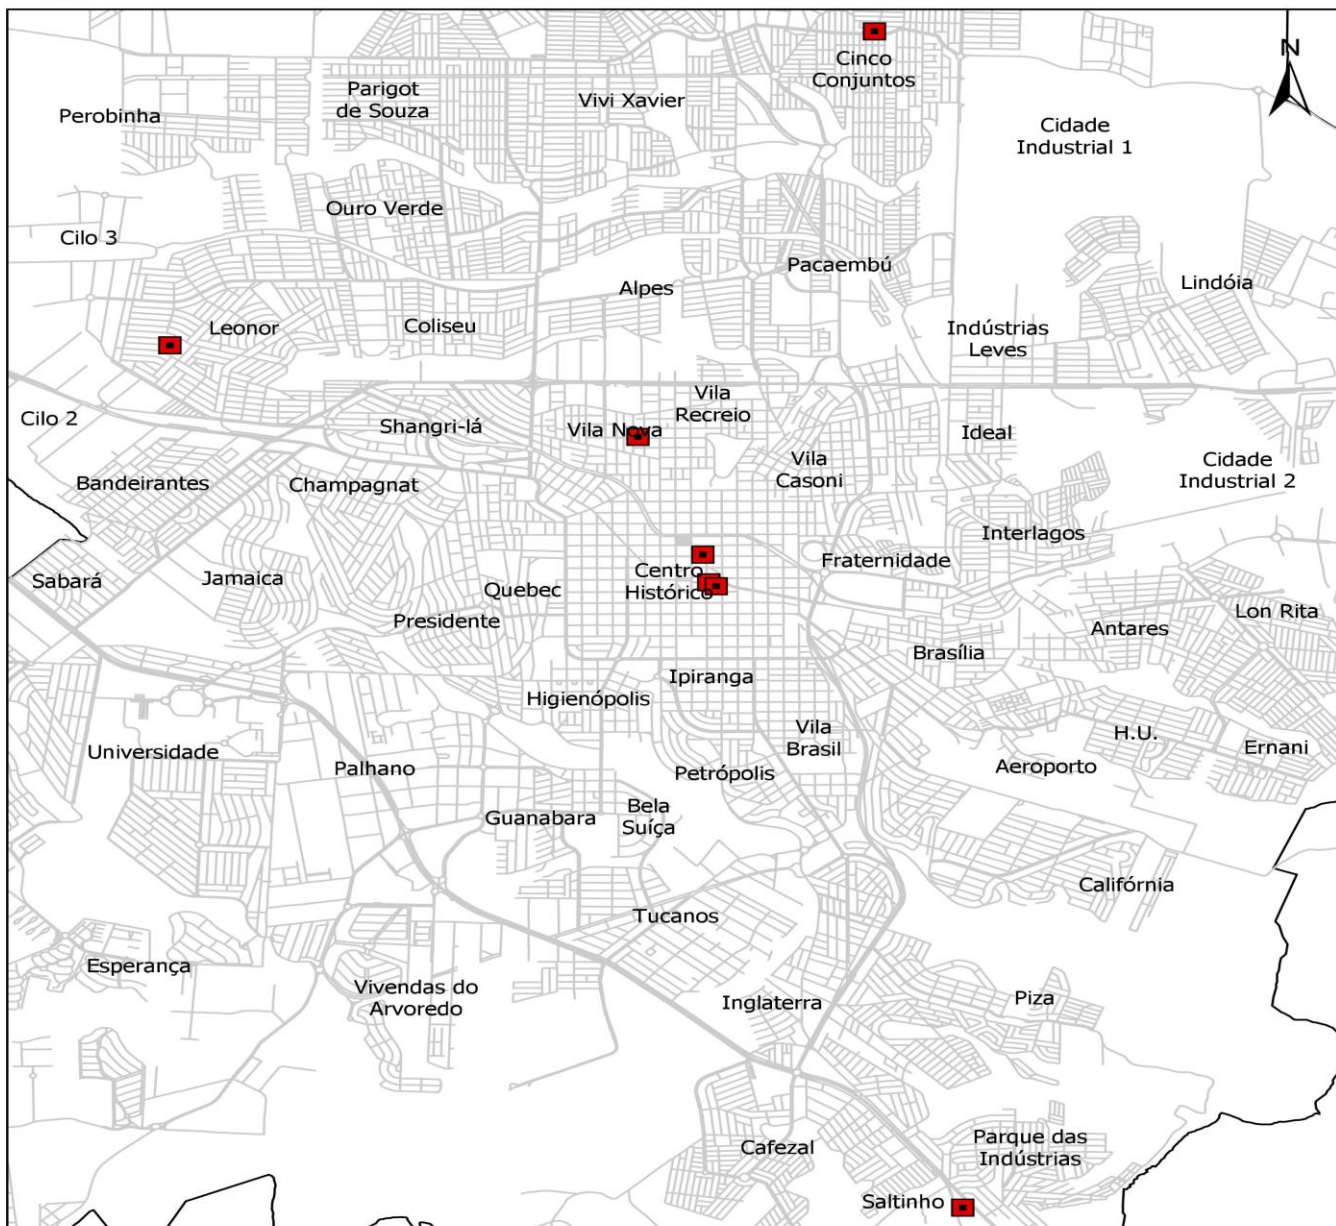 N
Cinco
Conjuntos
Parigot
de Souza
Vivi Xavier
Perobinha
Cidade
Industrial 1
Ouro Verde
Cilo 3
Pacaembú
Lindóia
Alpes
Leonor
Coliseu
Indústrias
Leves
Vila
Recreio
Cilo 2
Shangri-lá
Vila Nova
Ideal
Vila
Casoni
Cidade
Industrial 2
Bandeirantes
Champagnat
Interlagos
Fraternidade
Sabará
Jamaica
Quebec
Centro
Histórico
Presidente
Antares
Lon Rita
Brasília
Ipiranga
Higienópolis
Universidade
Vila
Brasil
H.U.
Ernani
Palhano
Petrópolis
Aeroporto
Guanabara
Bela
Suíça
Califórnia
Tucanos
Esperança
Vivendas do
Arvoredo
Inglaterra
Piza
Cafezal
Parque das
Indústrias
Saltinho